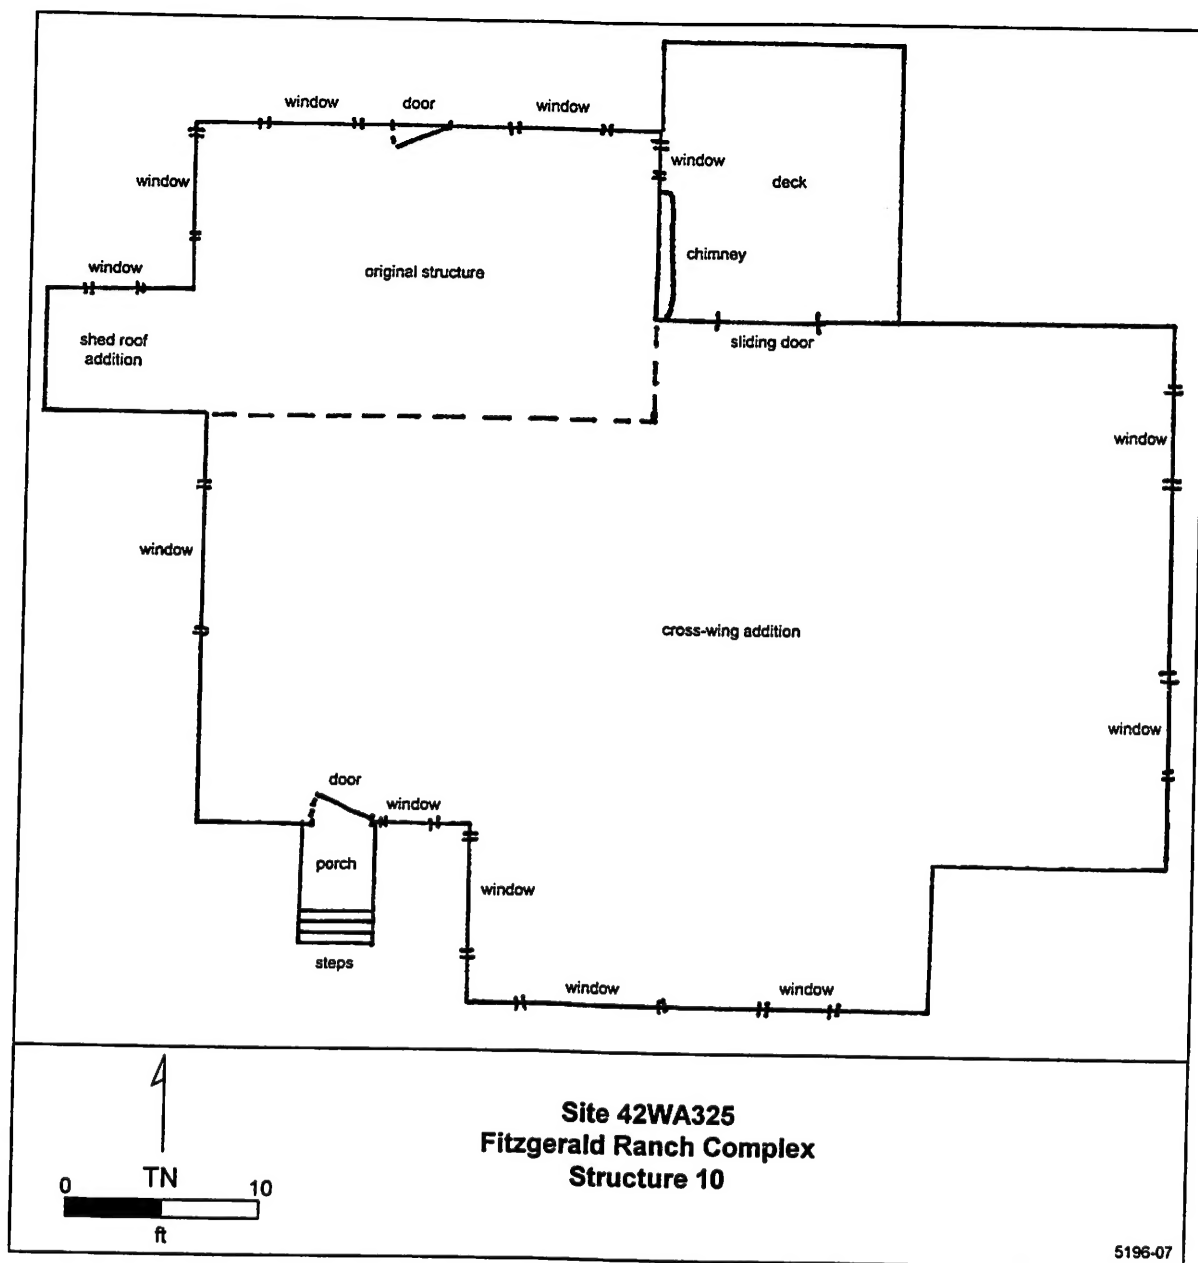 window
door
window
window
window
deck
window
original structure
chimney
shed roof
addition
sliding door
window
window
cross-wing addition
window
door
window
porch
window
steps
window
window
Site 42WA325
Fitzgerald Ranch Complex
Structure 10
TN
0
10
ft
5196-07